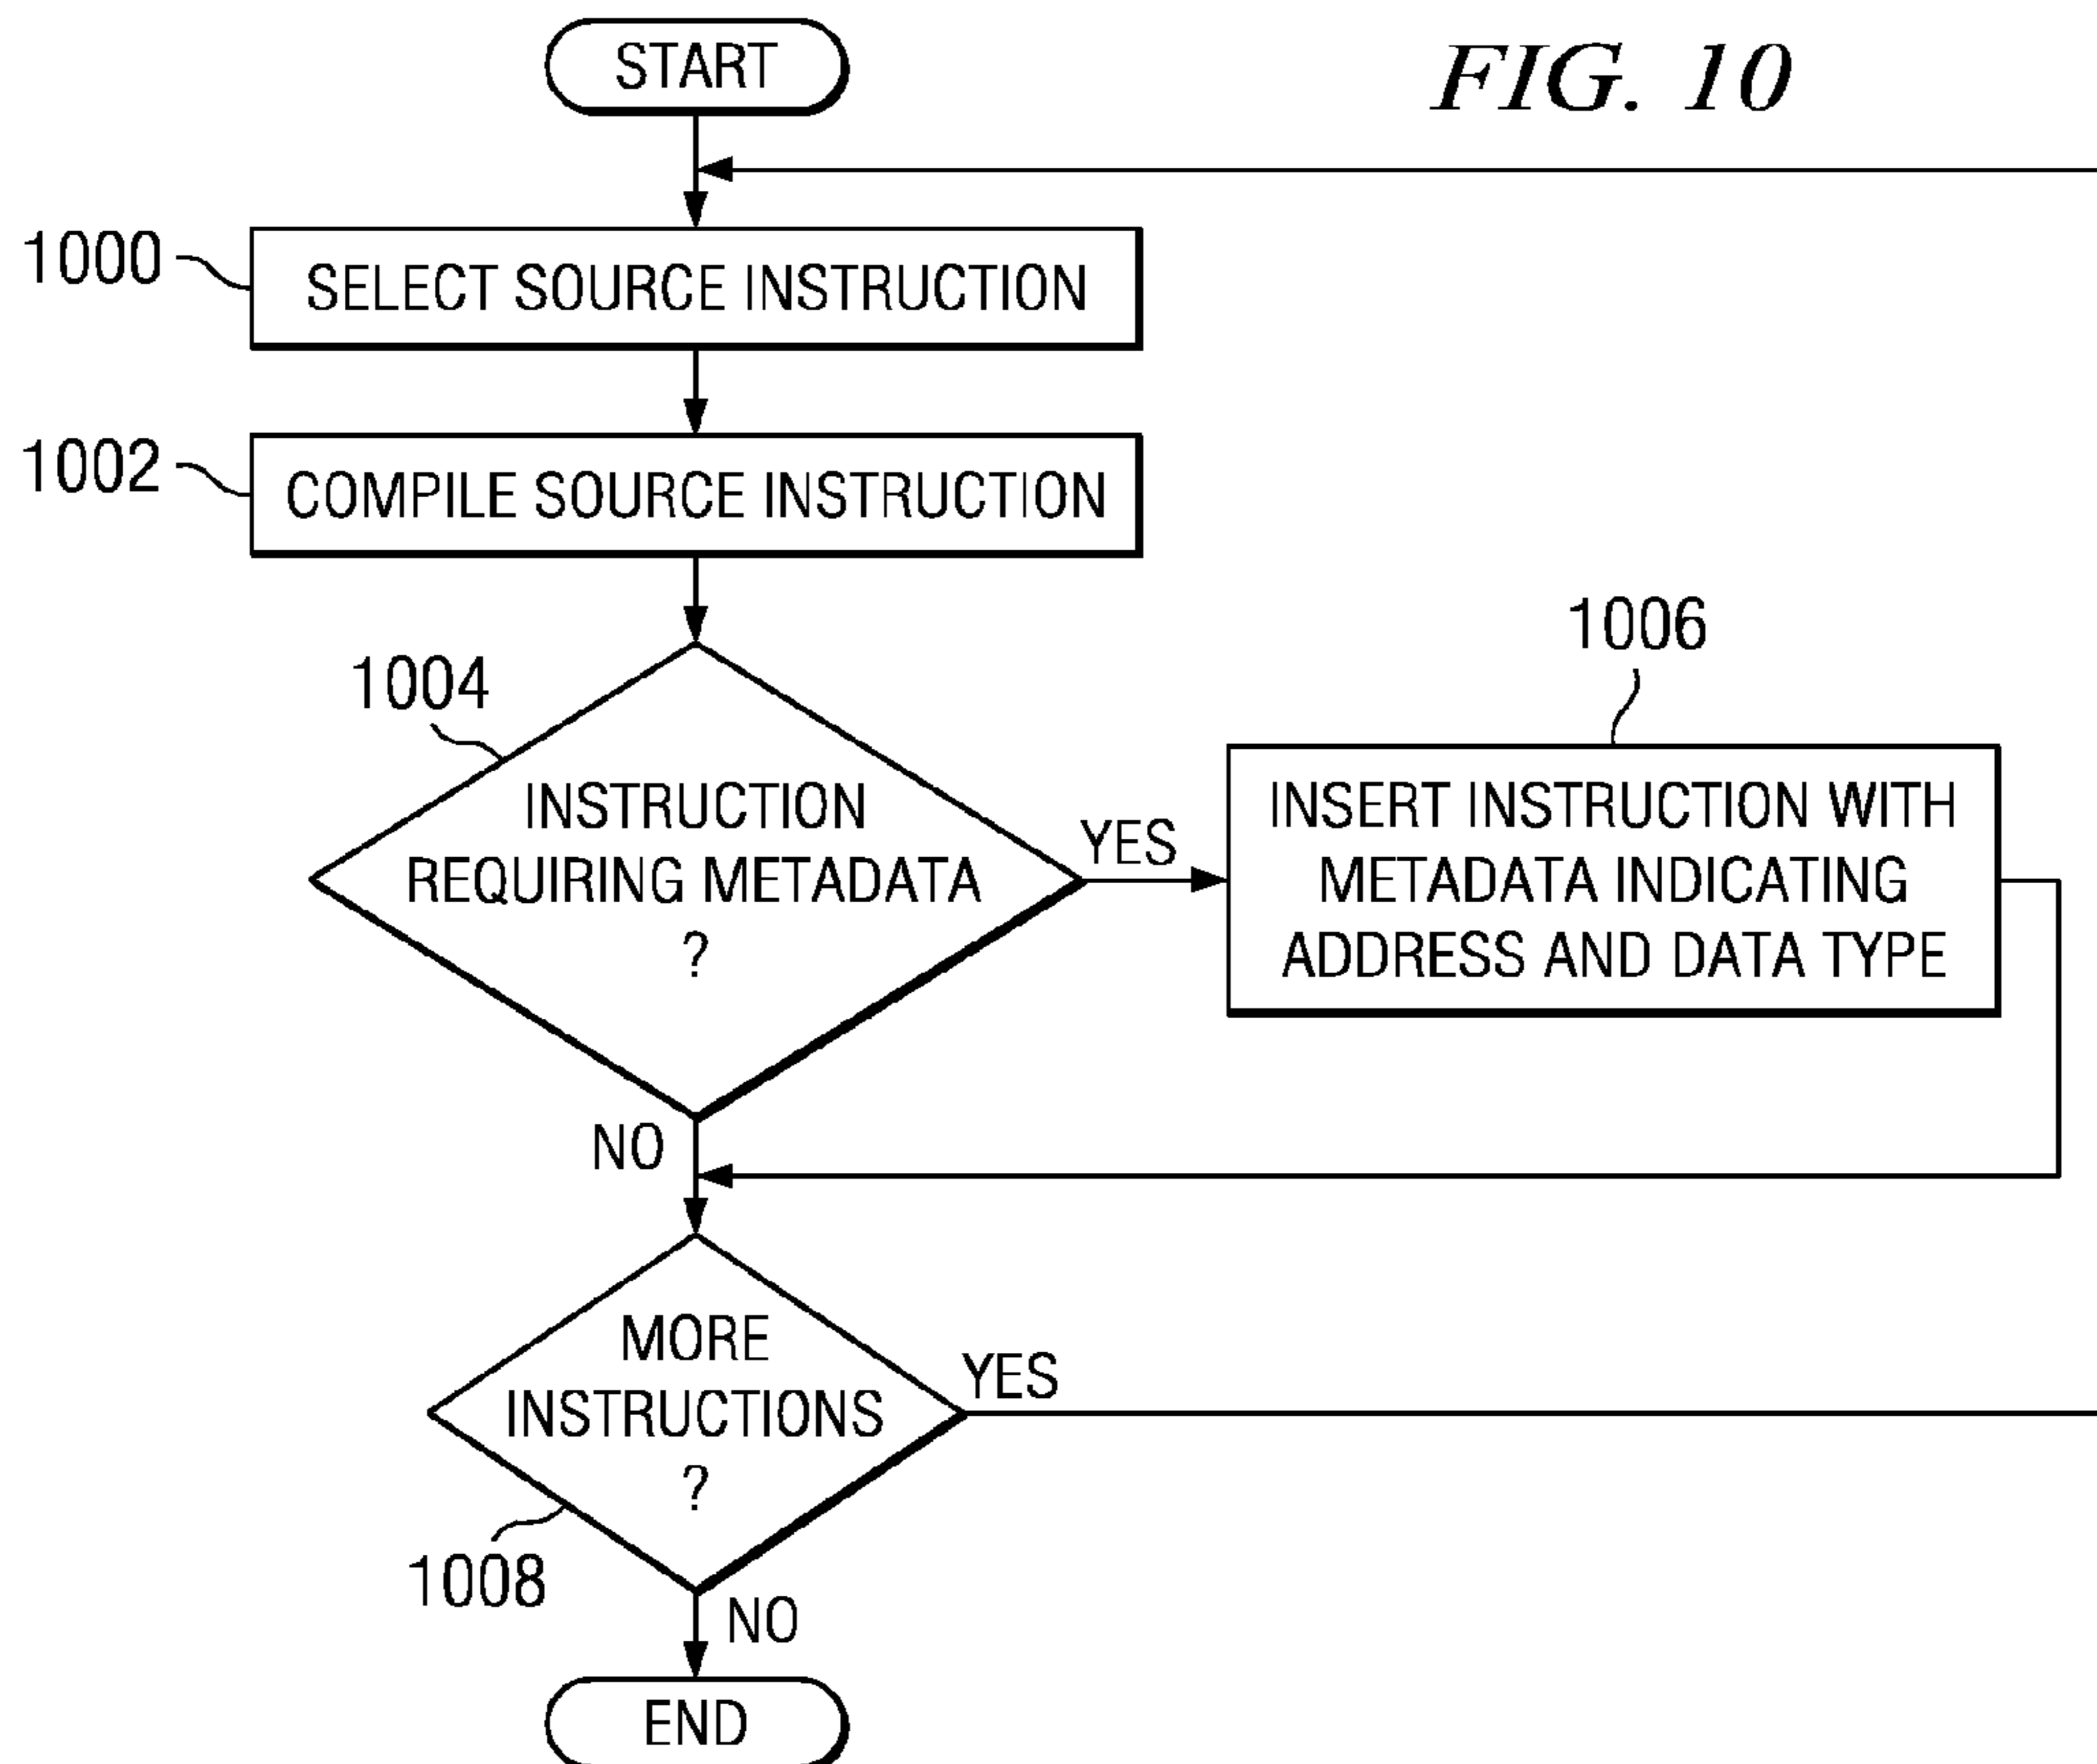 START
FIG. 10
1000
SELECT SOURCE INSTRUCTION
1002
COMPILE SOURCE INSTRUCTION
1004
INSTRUCTION
REQUIRING METADATA
?
YES
1006
INSERT INSTRUCTION WITH
METADATA INDICATING
ADDRESS AND DATA TYPE
NO
MORE
INSTRUCTIONS
?
YES
1008
NO
END